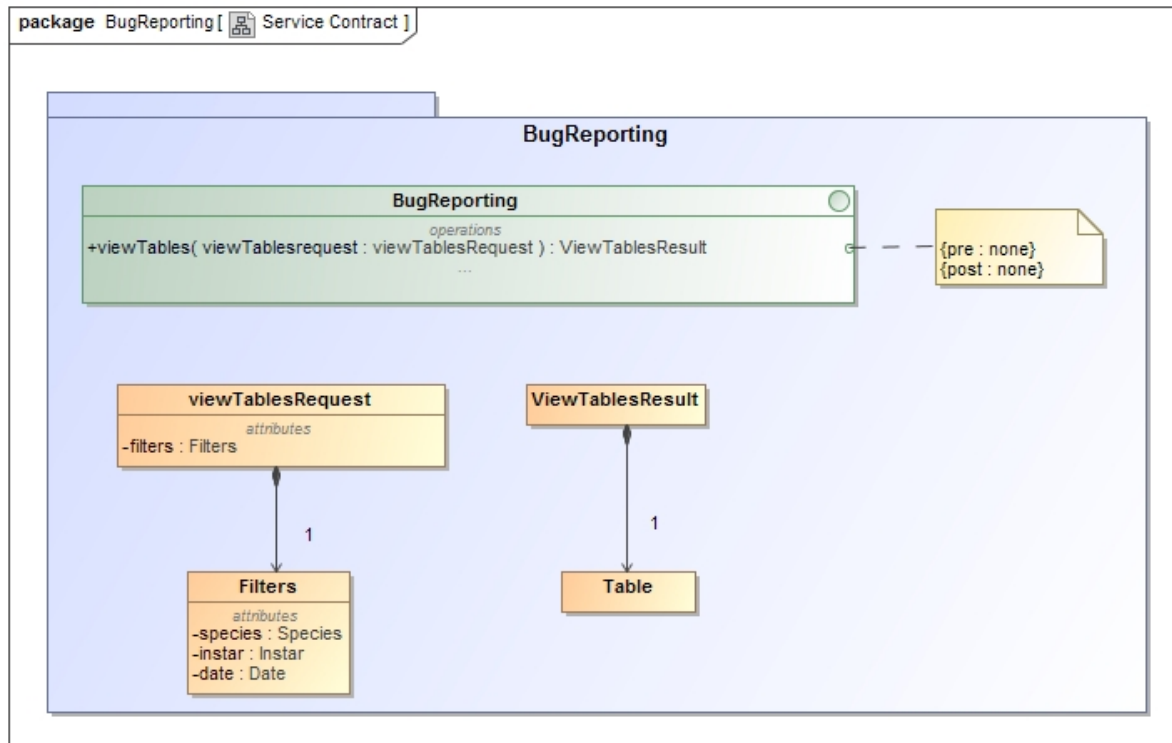 package BugReporting [ Service Contract ]
BugReporting
BugReporting
operations
+viewTables( viewTablesrequest : viewTablesRequest ) : ViewTablesResult
...
{pre : none}
{post : none}
viewTablesRequest
attributes
-filters : Filters
ViewTablesResult
1
1
Filters
attributes
-species : Species
-instar : Instar
-date : Date
Table